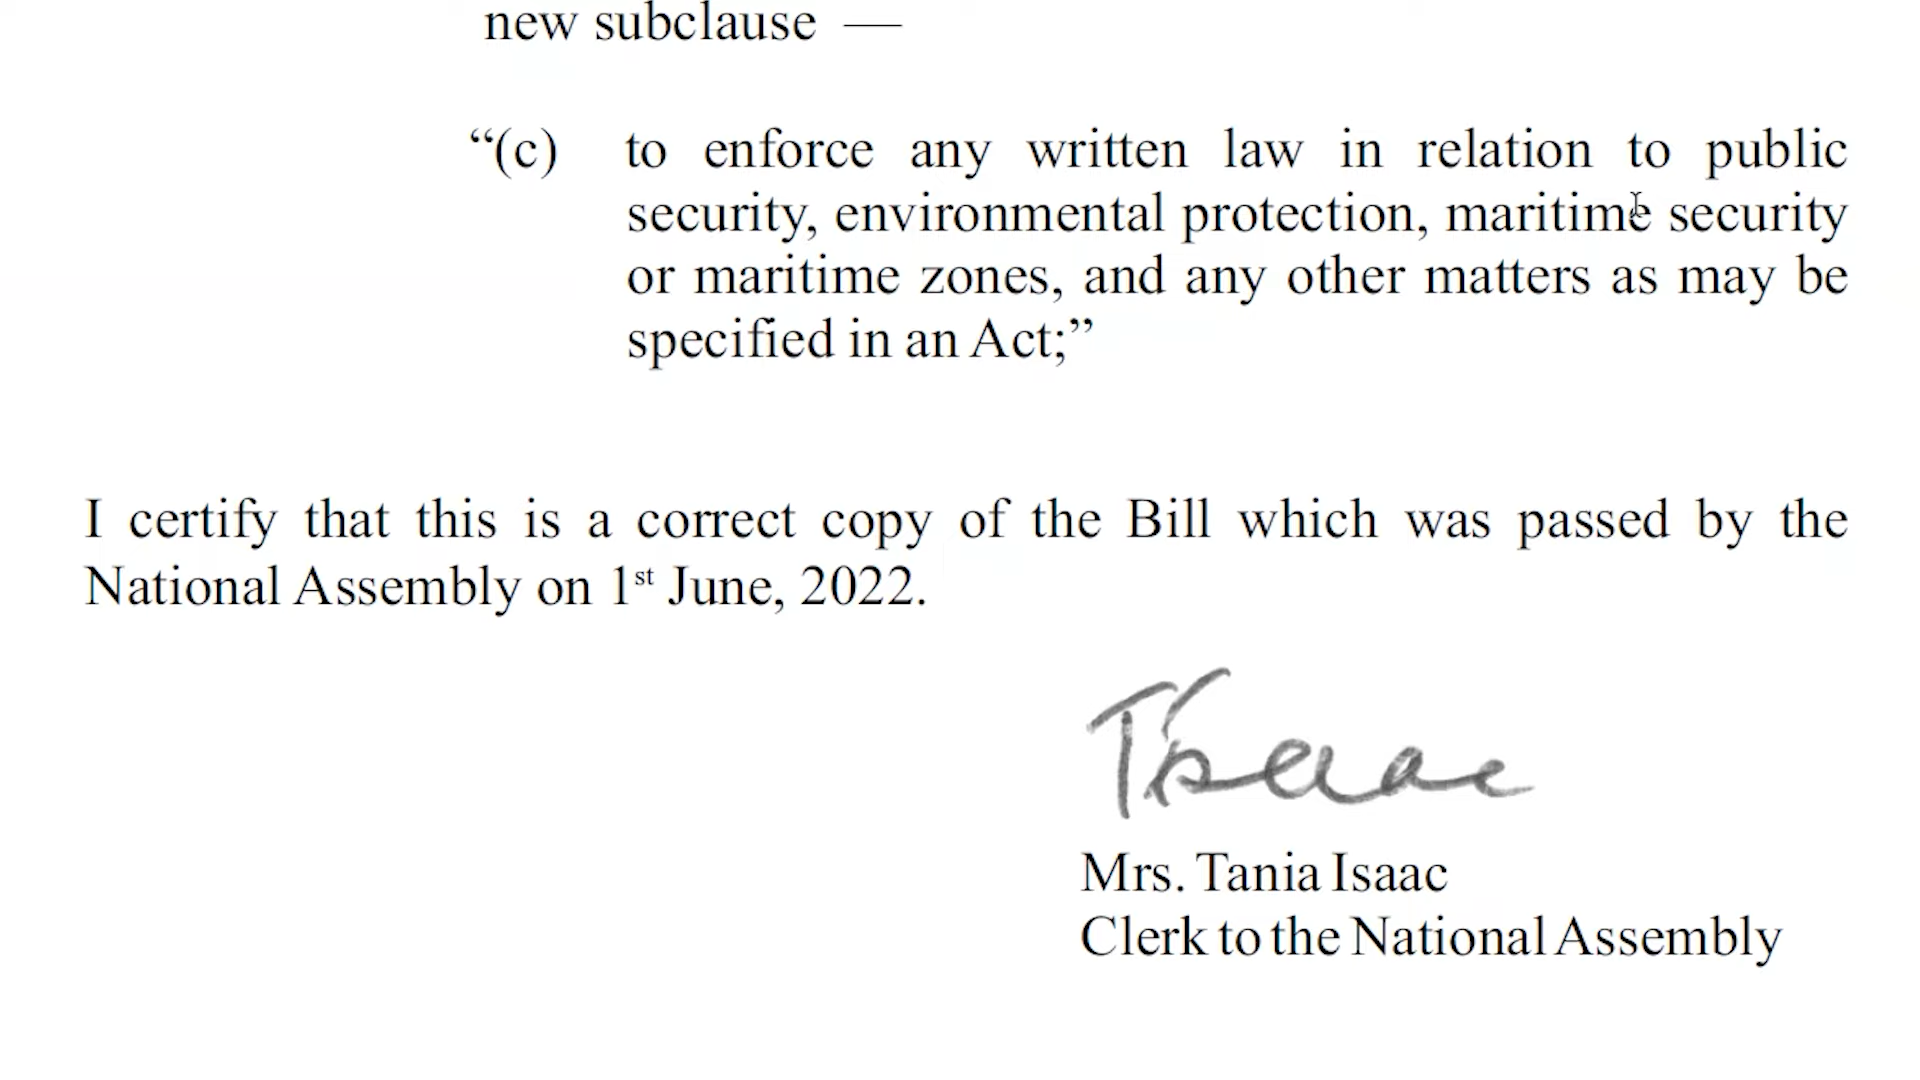 new subclause —
“(c) to enforce any written law in relation to public
security, environmental protection, maritime security
or maritime zones, and any other matters as may be
specified in an Act;”
I certify that this is a correct copy of the Bill which was passed by the
National Assembly on 1st June, 2022.
TIsaac
Mrs. Tania Isaac
Clerk to the National Assembly